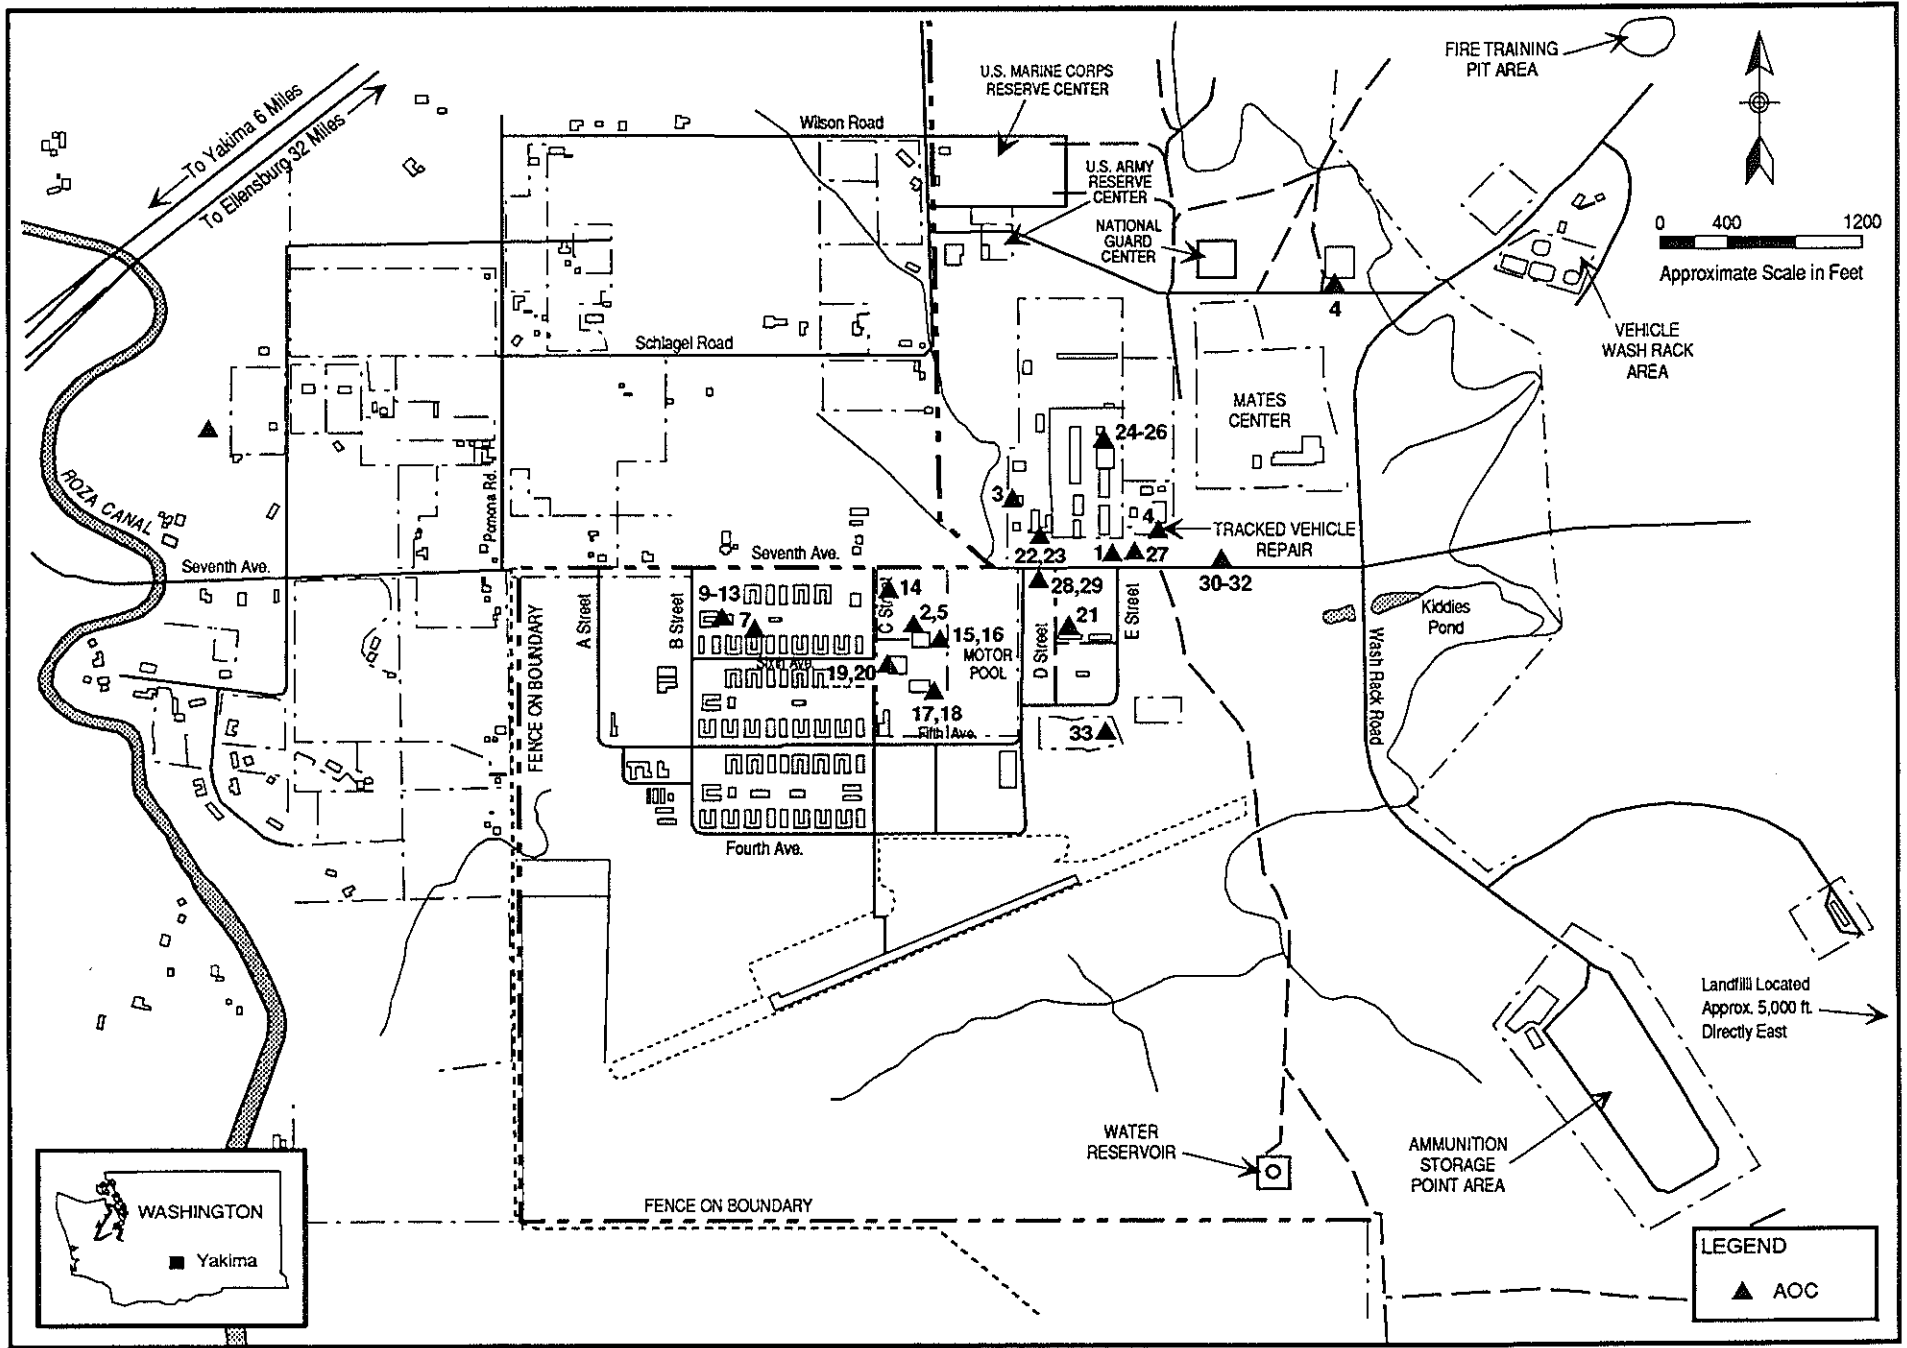 FIRE TRAINING
PIT AREA
U.S. MARINE CORPS
RESERVE CENTER
To Yakima 6 Miles
To Ellensburg 32 Miles
Wilson Road
U.S. ARMY
RESERVE
CENTER
NATIONAL
GUARD
CENTER
0 400 1200
Approximate Scale in Feet
4
VEHICLE
WASH RACK
AREA
Schlagel Road
MATES
CENTER
24-26
ROZA CANAL
Pomona Rd.
3
4
TRACKED VEHICLE
REPAIR
Seventh Ave.
Seventh Ave.
22,23
1
27
30-32
9-13
7
14
28,29
2,5
21
15,16
MOTOR
POOL
A Street
B Street
C Street
D Street
E Street
Kiddies
Pond
Sixth Ave.
19,20
17,18
Fifth Ave.
33
Wash Rack Road
FENCE ON BOUNDARY
Fourth Ave.
Landfill Located
Approx. 5,000 ft.
Directly East
WATER
RESERVOIR
AMMUNITION
STORAGE
POINT AREA
FENCE ON BOUNDARY
WASHINGTON
Yakima
LEGEND
AOC